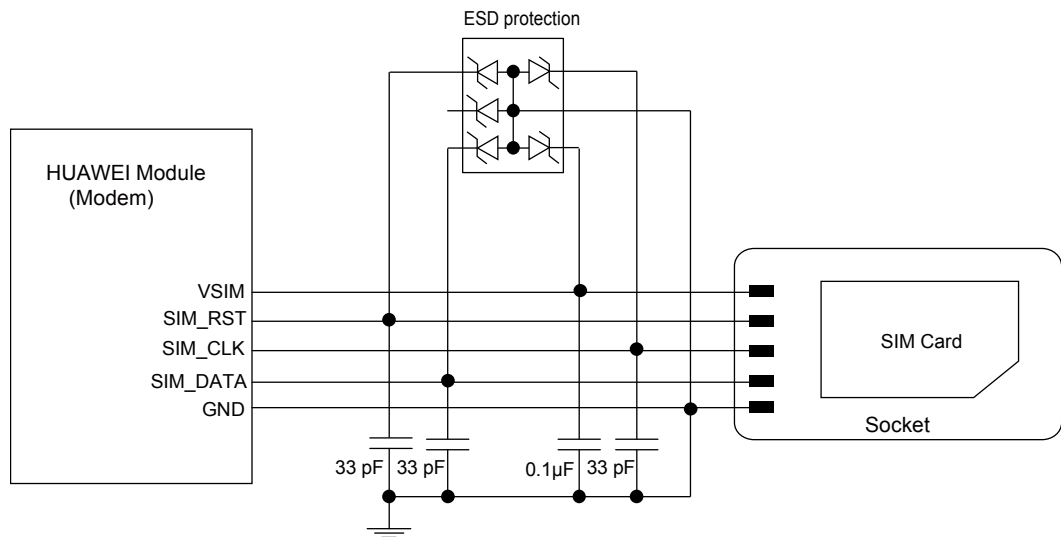 ESD protection
HUAWEI Module
(Modem)
VSIM
SIM_RST
SIM_CLK
SIM_DATA
GND
SIM Card
Socket
33 pF
33 pF
0.1µF
33 pF